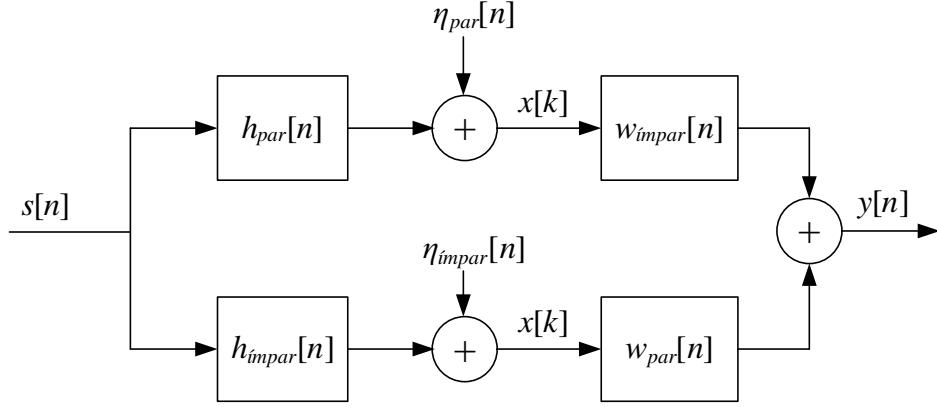 η_par[n]
h_par[n]
+
x[k]
w_ímpar[n]
s[n]
+
y[n]
η_ímpar[n]
h_ímpar[n]
+
x[k]
w_par[n]